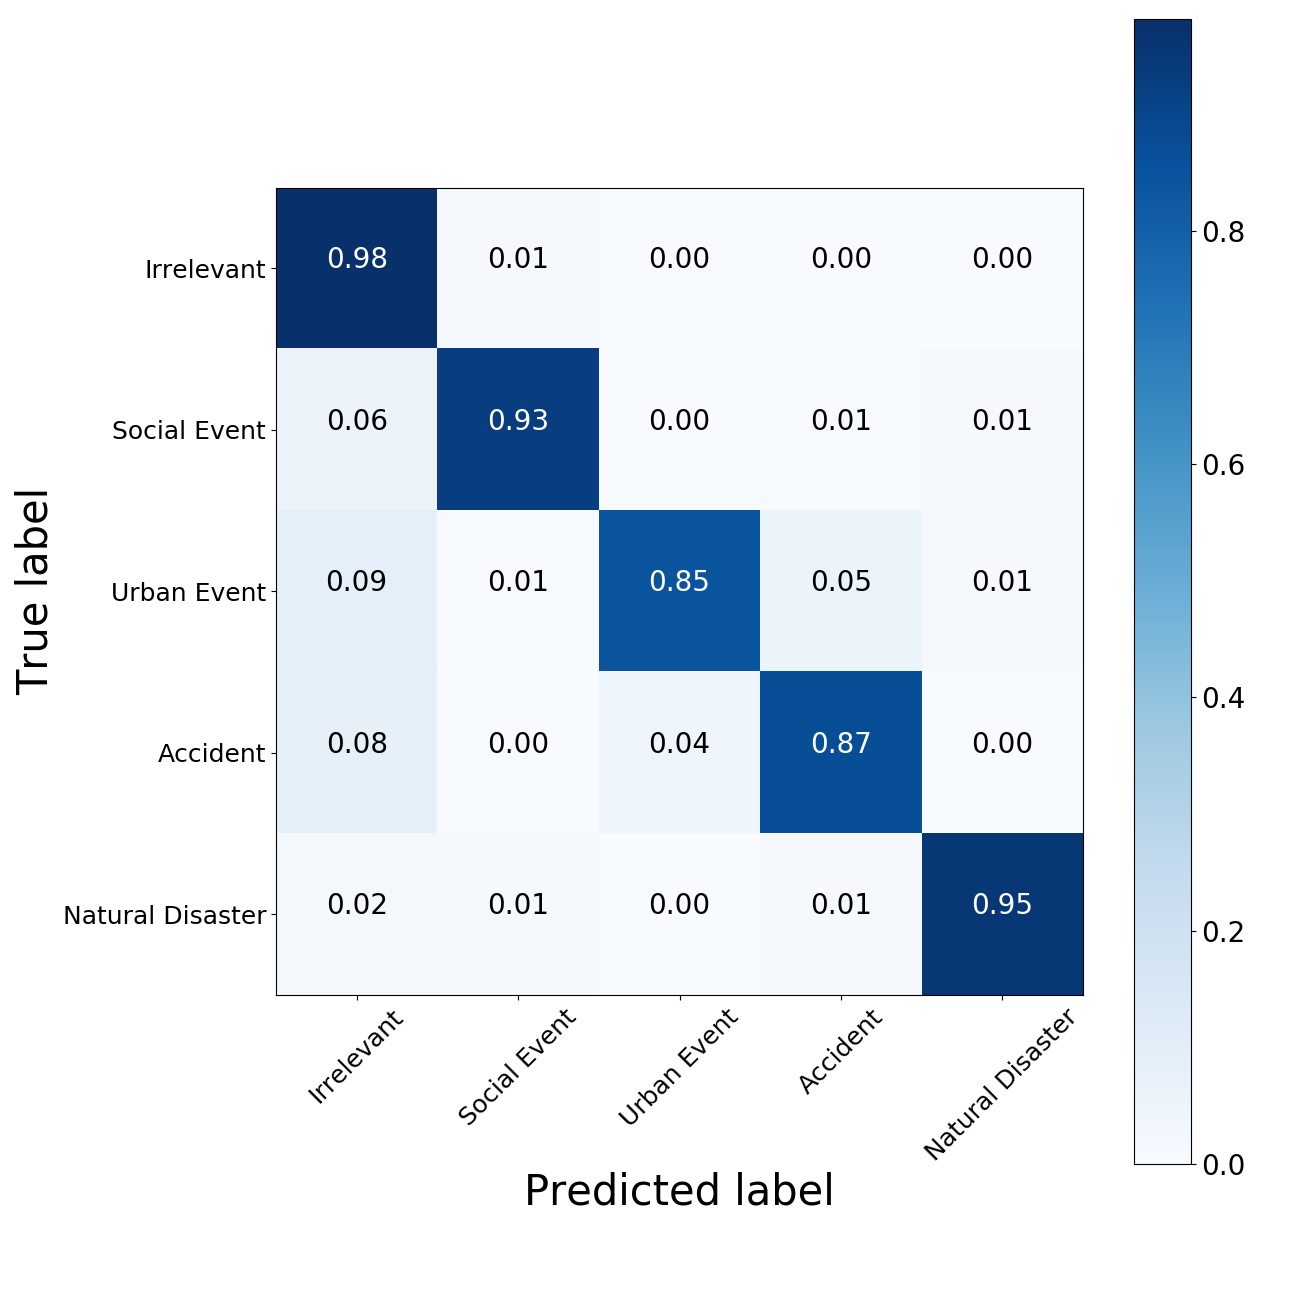 Irrelevant 0.98 0.01 0.00 0.00 0.00
Social Event 0.06 0.93 0.00 0.01 0.01
Urban Event 0.09 0.01 0.85 0.05 0.01
Accident 0.08 0.00 0.04 0.87 0.00
Natural Disaster 0.02 0.01 0.00 0.01 0.95
True label
Irrelevant Social Event Urban Event Accident Natural Disaster
Predicted label
0.8
0.6
0.4
0.2
0.0